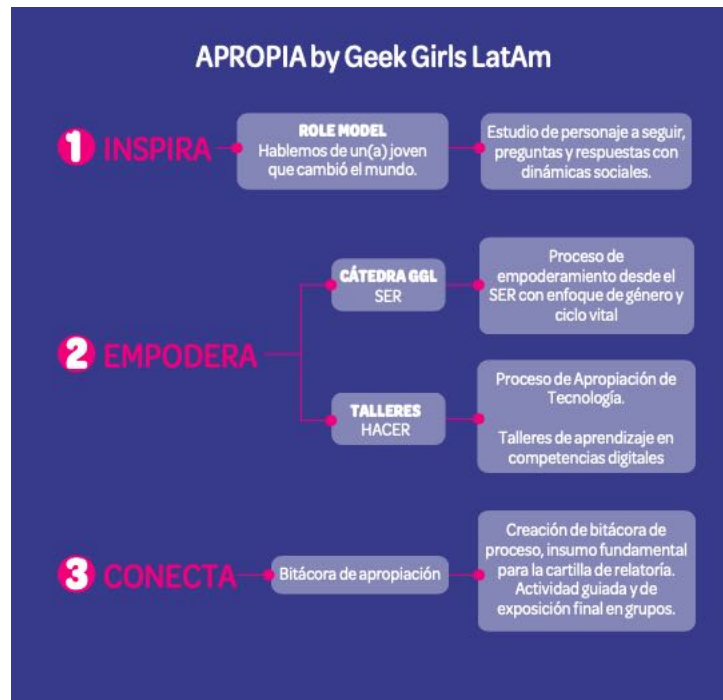 APROPIA by Geek Girls LatAm
1 INSPIRA
ROLE MODEL
Hablemos de un(a) joven
que cambió el mundo.
Estudio de personaje a seguir,
preguntas y respuestas con
dinámicas sociales.
2 EMPODERA
CÁTEDRA GGL
SER
Proceso de
empoderamiento desde el
SER con enfoque de género y
ciclo vital
TALLERES
HACER
Proceso de Apropiación de
Tecnología.
Talleres de aprendizaje en
competencias digitales
3 CONECTA
Bitácora de apropiación
Creación de bitácora de
proceso, insumo fundamental
para la cartilla de relatoría.
Actividad guiada y de
exposición final en grupos.